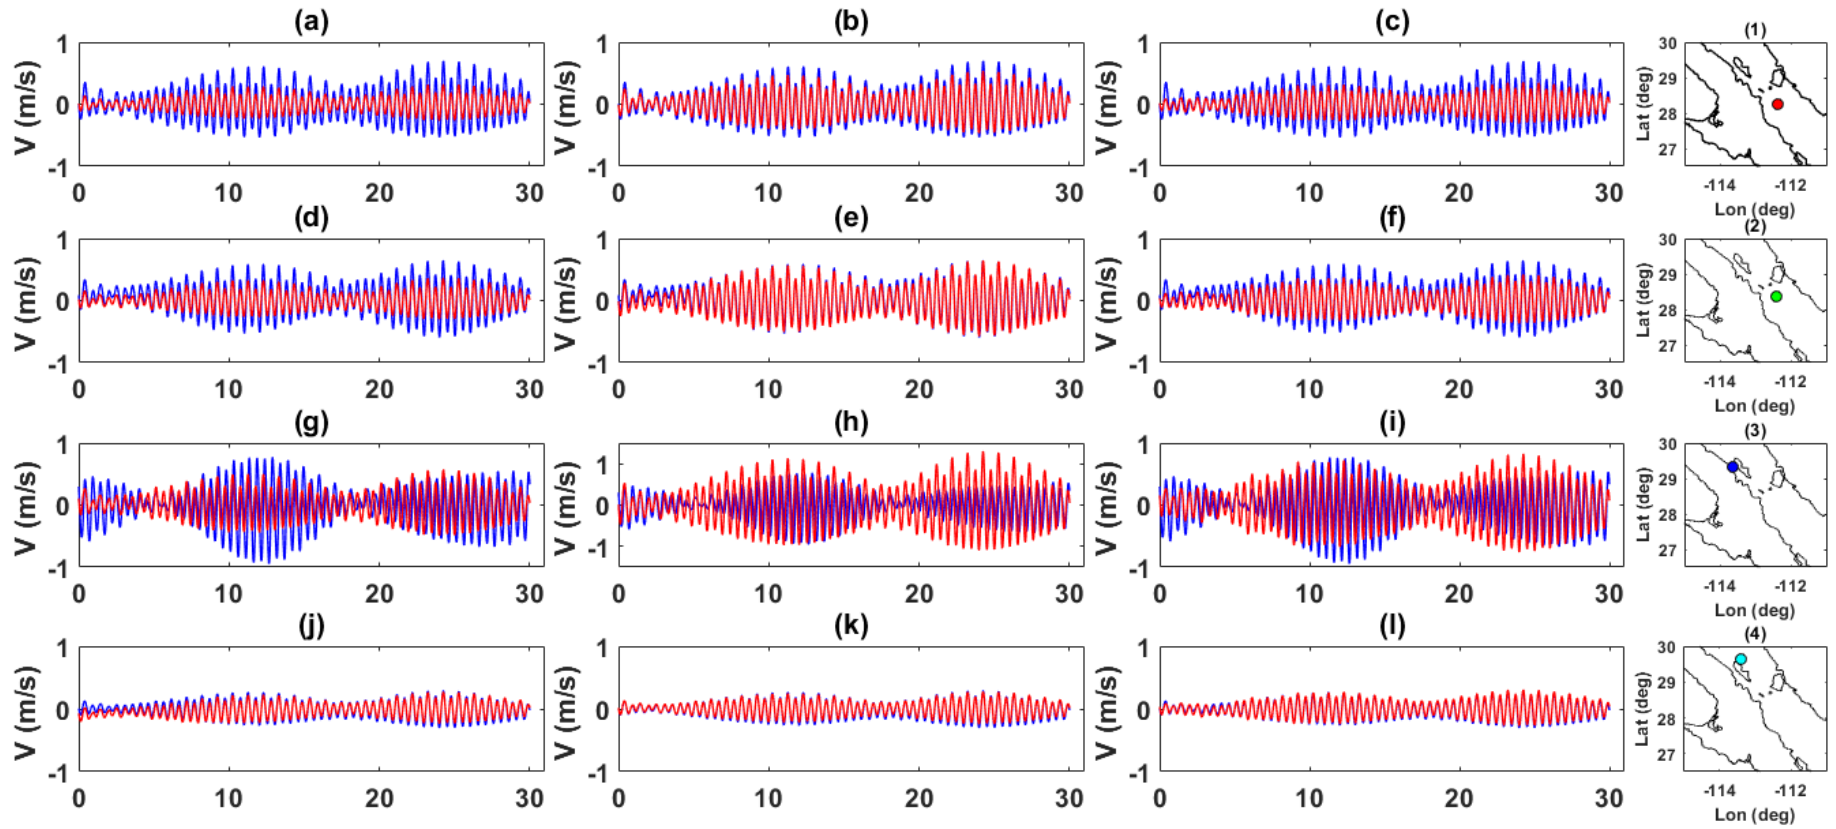 (a) (b) (c) (1)
V (m/s) 1 0 -1 0 10 20 30
V (m/s) 1 0 -1 0 10 20 30
V (m/s) 1 0 -1 0 10 20 30
Lat (deg) 30 29 28 27 -114 -112
Lon (deg)
(d) (e) (f) (2)
V (m/s) 1 0 -1 0 10 20 30
V (m/s) 1 0 -1 0 10 20 30
V (m/s) 1 0 -1 0 10 20 30
Lat (deg) 30 29 28 27 -114 -112
Lon (deg)
(g) (h) (i) (3)
V (m/s) 1 0 -1 0 10 20 30
V (m/s) 1 0 -1 0 10 20 30
V (m/s) 1 0 -1 0 10 20 30
Lat (deg) 30 29 28 27 -114 -112
Lon (deg)
(j) (k) (l) (4)
V (m/s) 1 0 -1 0 10 20 30
V (m/s) 1 0 -1 0 10 20 30
V (m/s) 1 0 -1 0 10 20 30
Lat (deg) 30 29 28 27 -114 -112
Lon (deg)